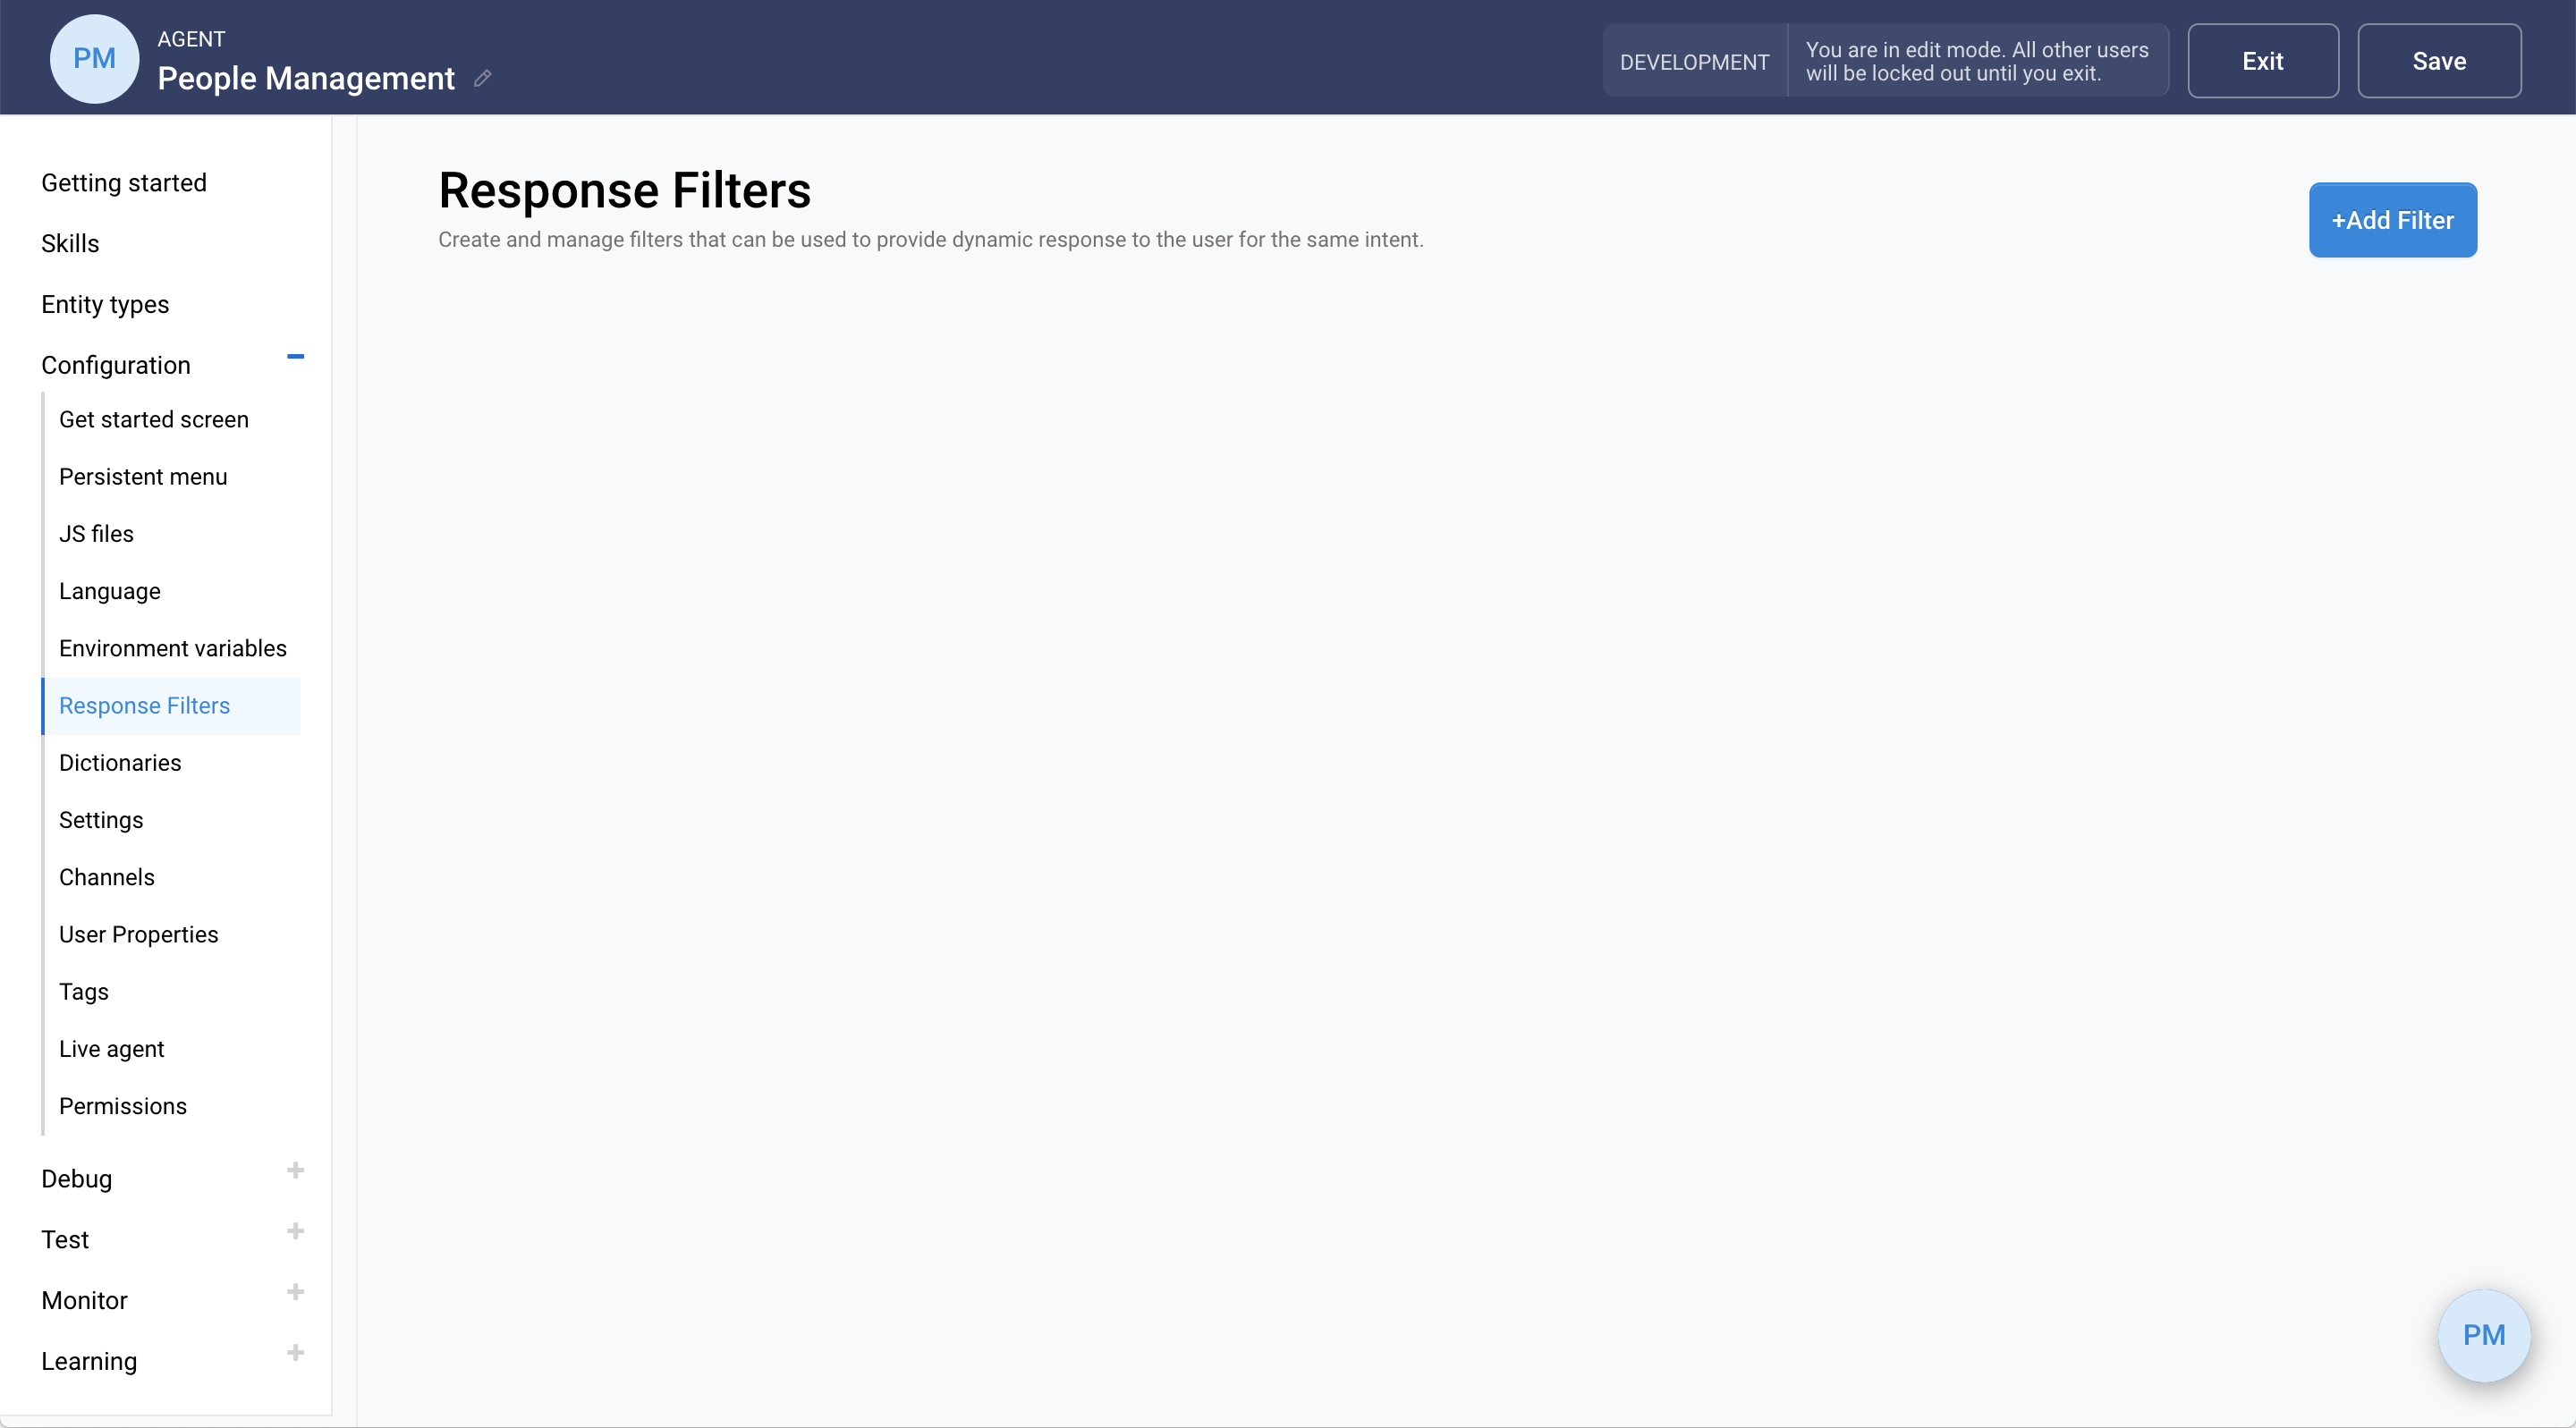 PM
AGENT
People Management
DEVELOPMENT
You are in edit mode. All other users
will be locked out until you exit.
Exit
Save
Getting started
Skills
Entity types
Configuration
Get started screen
Persistent menu
JS files
Language
Environment variables
Response Filters
Dictionaries
Settings
Channels
User Properties
Tags
Live agent
Permissions
Debug
Test
Monitor
Learning
Response Filters
Create and manage filters that can be used to provide dynamic response to the user for the same intent.
+Add Filter
PM